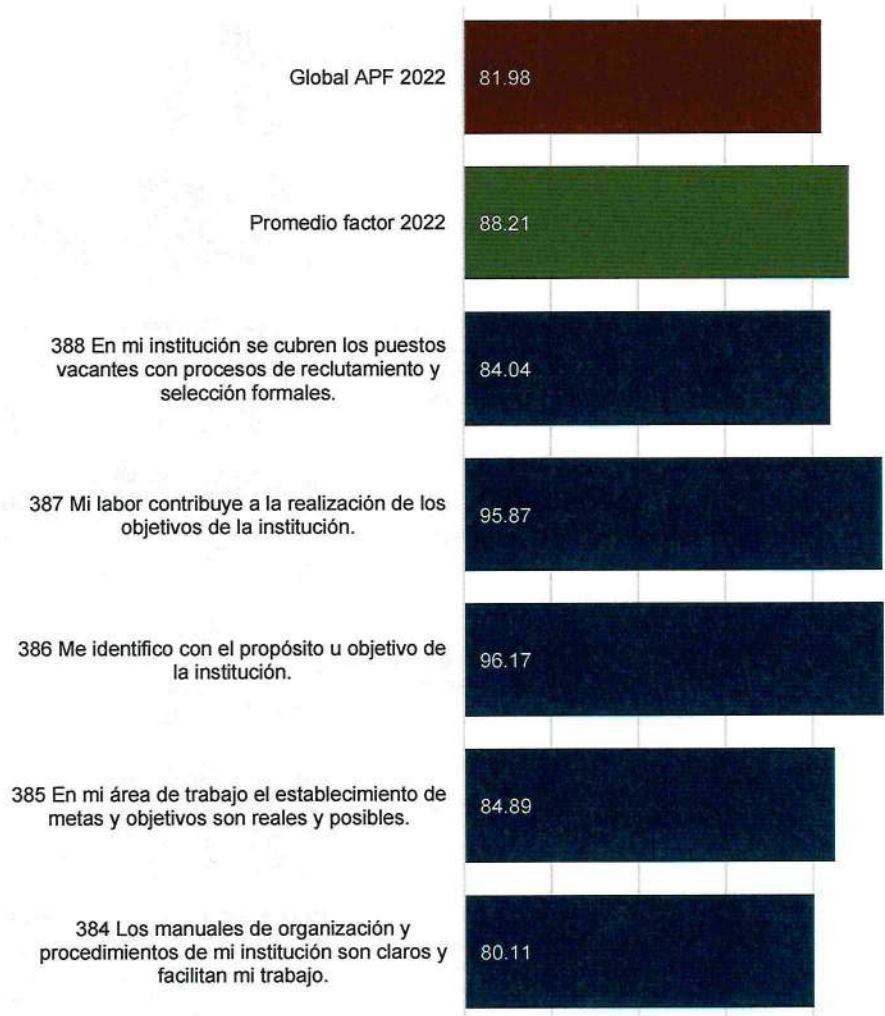 Global APF 2022
81.98
Promedio factor 2022
88.21
388 En mi institución se cubren los puestos
vacantes con procesos de reclutamiento y
selección formales.
84.04
387 Mi labor contribuye a la realización de los
objetivos de la institución.
95.87
386 Me identifico con el propósito u objetivo de
la institución.
96.17
385 En mi área de trabajo el establecimiento de
metas y objetivos son reales y posibles.
84.89
384 Los manuales de organización y
procedimientos de mi institución son claros y
facilitan mi trabajo.
80.11